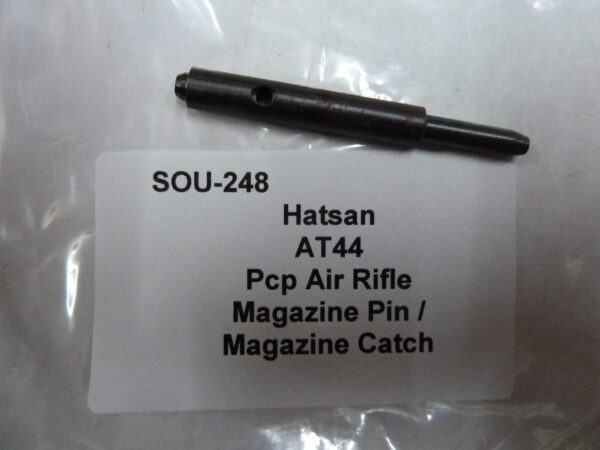 SOU-248
Hatsan
AT44
Pcp Air Rifle
Magazine Pin /
Magazine Catch